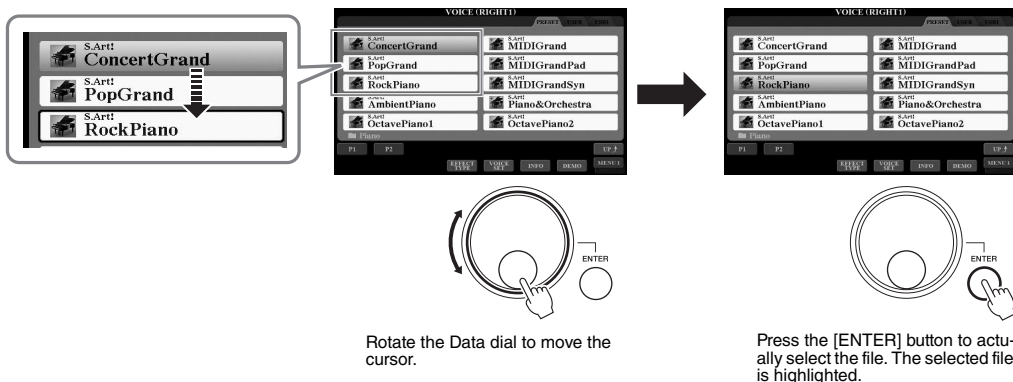 S.Art!
ConcertGrand
S.Art!
PopGrand
S.Art!
RockPiano
VOICE (RIGHT1)
PRESET USER USB1
S.Art!
ConcertGrand
S.Art!
MIDIGrand
S.Art!
PopGrand
S.Art!
MIDIGrandPad
S.Art!
RockPiano
S.Art!
MIDIGrandSyn
S.Art!
AmbientPiano
S.Art!
Piano&Orchestra
S.Art!
OctavePiano1
S.Art!
OctavePiano2
Piano
P1 P2 UP
EFFECT TYPE VOICE SET INFO DEMO MENU 1
ENTER
Rotate the Data dial to move the
cursor.
VOICE (RIGHT1)
PRESET USER USB1
S.Art!
ConcertGrand
S.Art!
MIDIGrand
S.Art!
PopGrand
S.Art!
MIDIGrandPad
S.Art!
RockPiano
S.Art!
MIDIGrandSyn
S.Art!
AmbientPiano
S.Art!
Piano&Orchestra
S.Art!
OctavePiano1
S.Art!
OctavePiano2
Piano
P1 P2 UP
EFFECT TYPE VOICE SET INFO DEMO MENU 1
ENTER
Press the [ENTER] button to actu-
ally select the file. The selected file
is highlighted.